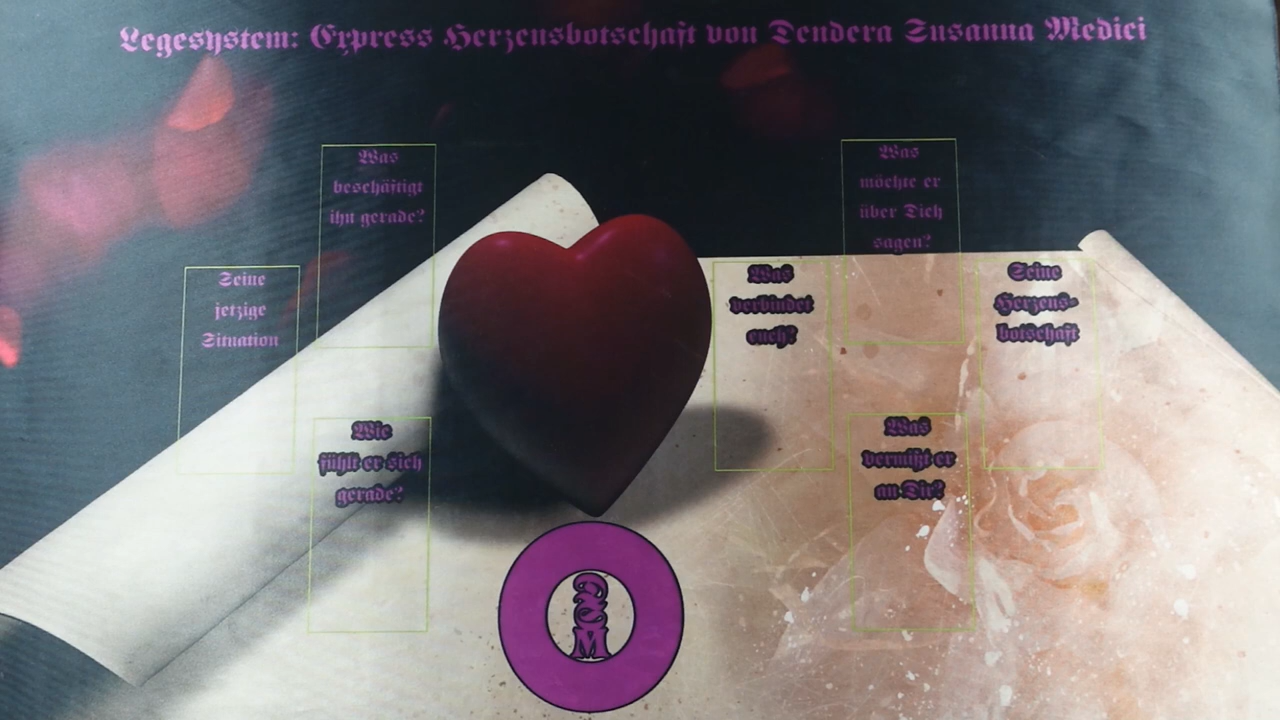 Legesystem: Express Herzensbotschaft von Dendera Susanna Medici
Was
beschäftigt
ihn gerade?
Was
möchte er
über Dich
sagen?
Seine
jetzige
Situation
Was
verbindet
euch?
Seine
Herzens-
botschaft
Wie
fühlt er sich
gerade?
Was
vermißt er
an Dir?
DSM